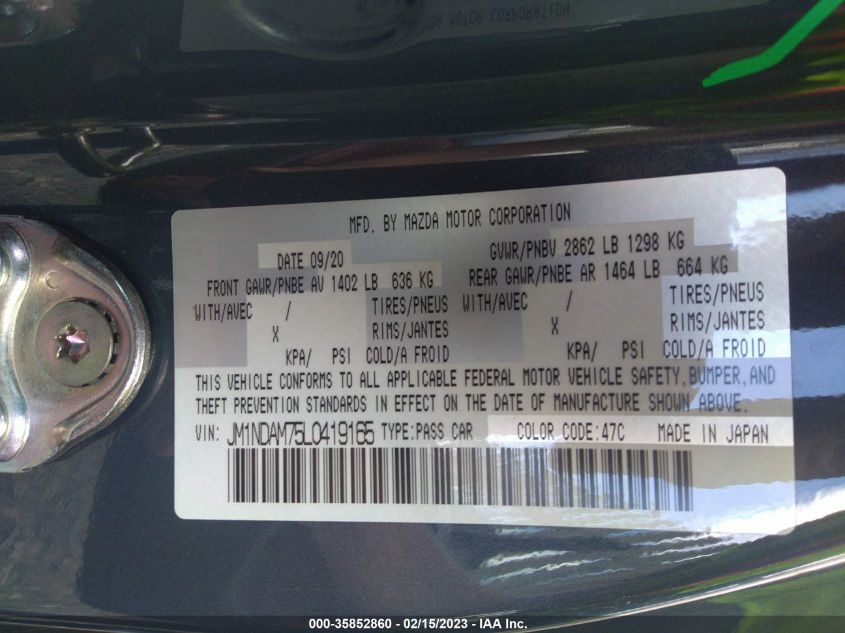 MOTOR CORPORATION
MFD. BY MAZDA MOTOR CORPORATION
DATE 09/20 GVWR/PNBV 2862 LB 1298 KG
FRONT GAWR/PNBE AV 1402 LB 636 KG REAR GAWR/PNBE AR 1464 LB 664 KG
WITH/AVEC / TIRES/PNEUS WITH/AVEC / TIRES/PNEUS
X RIMS/JANTES X RIMS/JANTES
KPA/ PSI COLD/A FROID KPA/ PSI COLD/A FROID
THIS VEHICLE CONFORMS TO ALL APPLICABLE FEDERAL MOTOR VEHICLE SAFETY, BUMPER, AND
THEFT PREVENTION STANDARDS IN EFFECT ON THE DATE OF MANUFACTURE SHOWN ABOVE.
VIN: JM1NDAM75L0419165 TYPE:PASS CAR COLOR CODE:47C MADE IN JAPAN
000-35852860 - 02/15/2023 - IAA Inc.